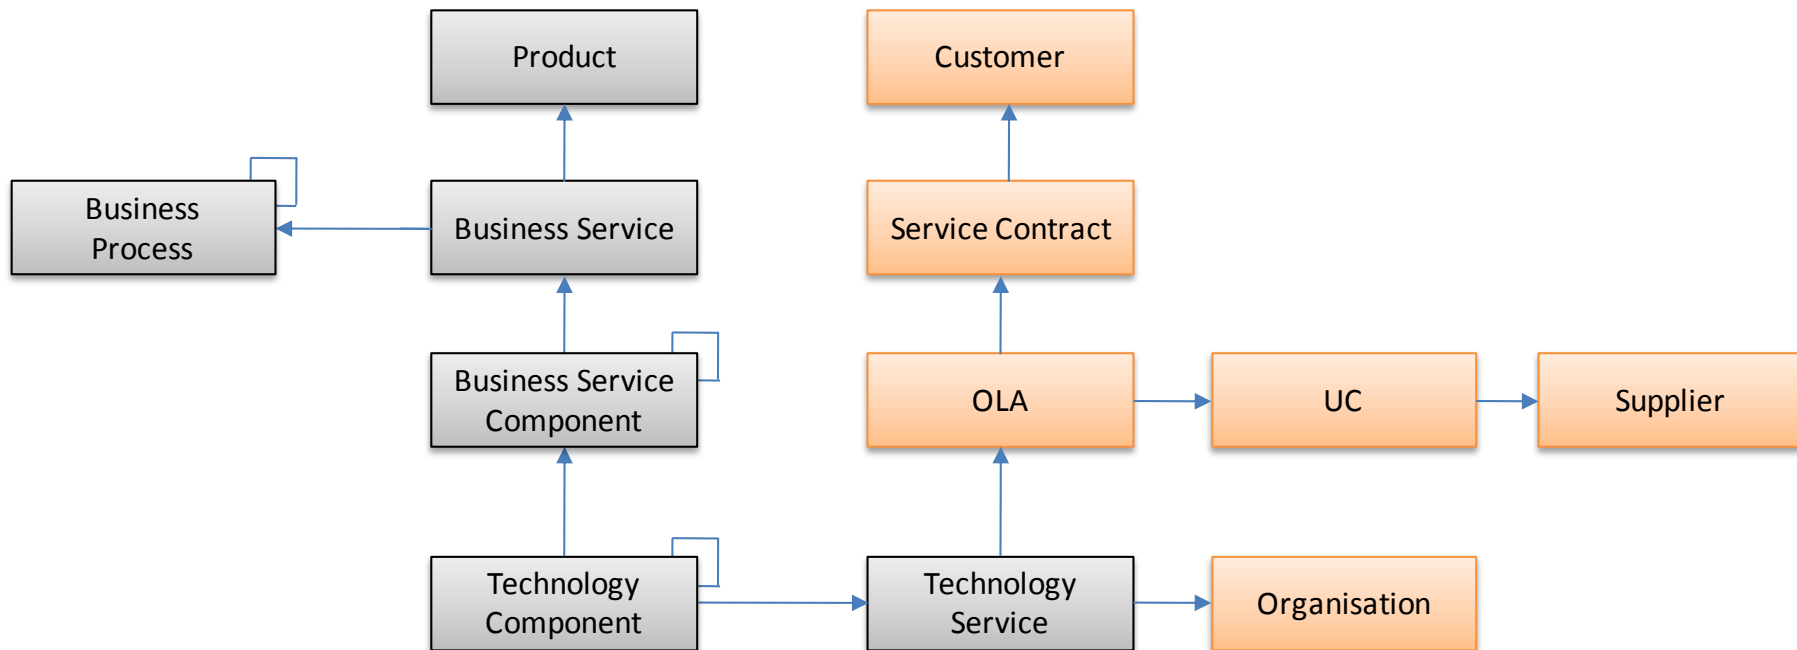 Product
Customer
Business
Process
Business Service
Service Contract
Business Service
Component
OLA
UC
Supplier
Technology
Component
Technology
Service
Organisation